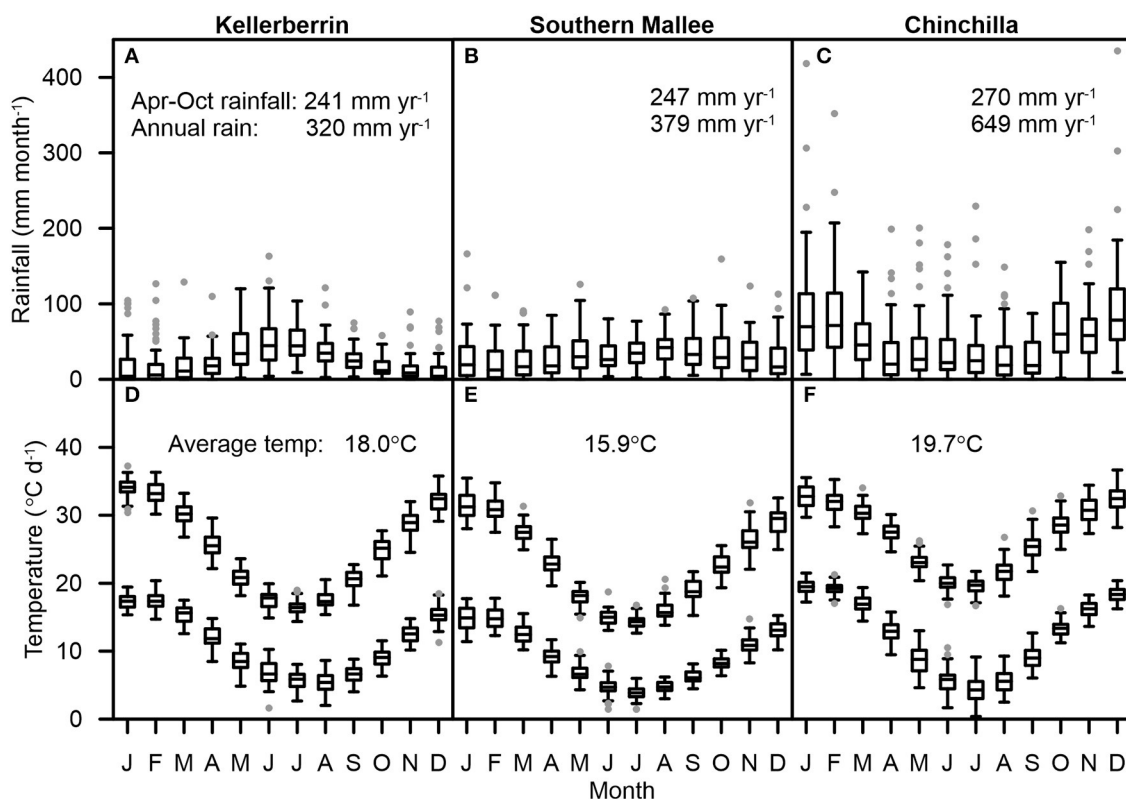 Kellerberrin Southern Mallee Chinchilla
A B C
Rainfall (mm month⁻¹)
400
300
200
100
0
Apr-Oct rainfall: 241 mm yr⁻¹ 247 mm yr⁻¹ 270 mm yr⁻¹
Annual rain: 320 mm yr⁻¹ 379 mm yr⁻¹ 649 mm yr⁻¹
D E F
Temperature (°C d⁻¹)
40
30
20
10
0
Average temp: 18.0°C 15.9°C 19.7°C
J F M A M J J A S O N D J F M A M J J A S O N D J F M A M J J A S O N D
Month